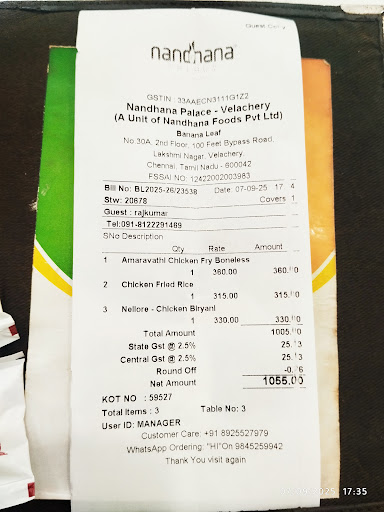 Guest Copy
nandhana
PALACE
GSTIN : 33AAECN3111G1Z2
Nandhana Palace - Velachery
(A Unit of Nandhana Foods Pvt Ltd)
Banana Leaf
No.30A, 2nd Floor, 100 Feet Bypass Road,
Lakshmi Nagar, Velachery,
Chennai, Tamil Nadu - 600042
FSSAI NO: 12422002003983
Bill No: BL2025-26/23538 Date: 07-09-25 17 4
Stw: 20678 Covers 1
Guest : rajkumar
Tel:091-8122291469
SNo Description
Qty Rate Amount
1 Amaravathi Chicken Fry Boneless
1 360.00 360.00
2 Chicken Fried Rice
1 315.00 315.00
3 Nellore - Chicken Biryani
1 330.00 330.00
Total Amount 1005.00
State Gst @ 2.5% 25.13
Central Gst @ 2.5% 25.13
Round Off -0.26
Net Amount 1055.00
KOT NO : 59527
Total Items : 3 Table No: 3
User ID: MANAGER
Customer Care: +91 8925527979
WhatsApp Ordering: "HI"On 9845259942
Thank You visit again
17:35